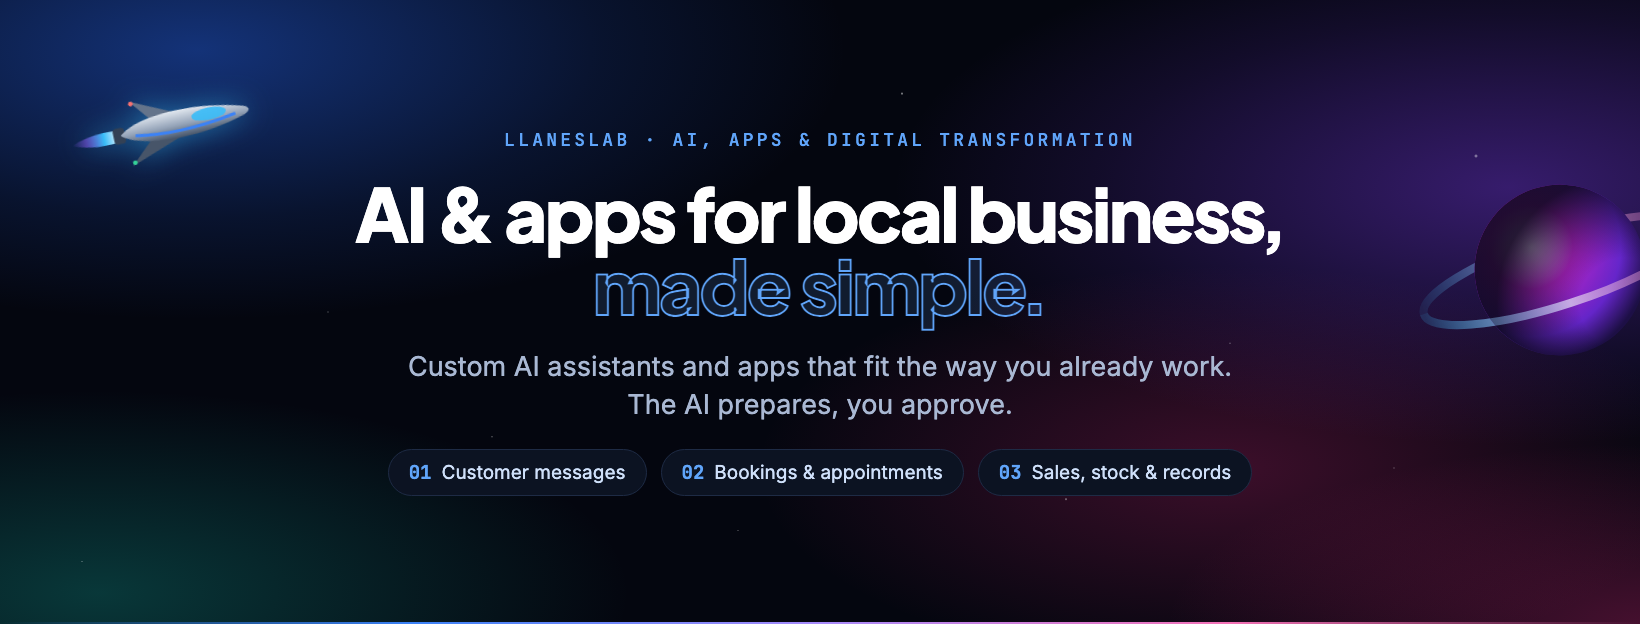 LLANESLAB · AI, APPS & DIGITAL TRANSFORMATION
AI & apps for local business,
made simple.
Custom AI assistants and apps that fit the way you already work.
The AI prepares, you approve.
01 Customer messages
02 Bookings & appointments
03 Sales, stock & records